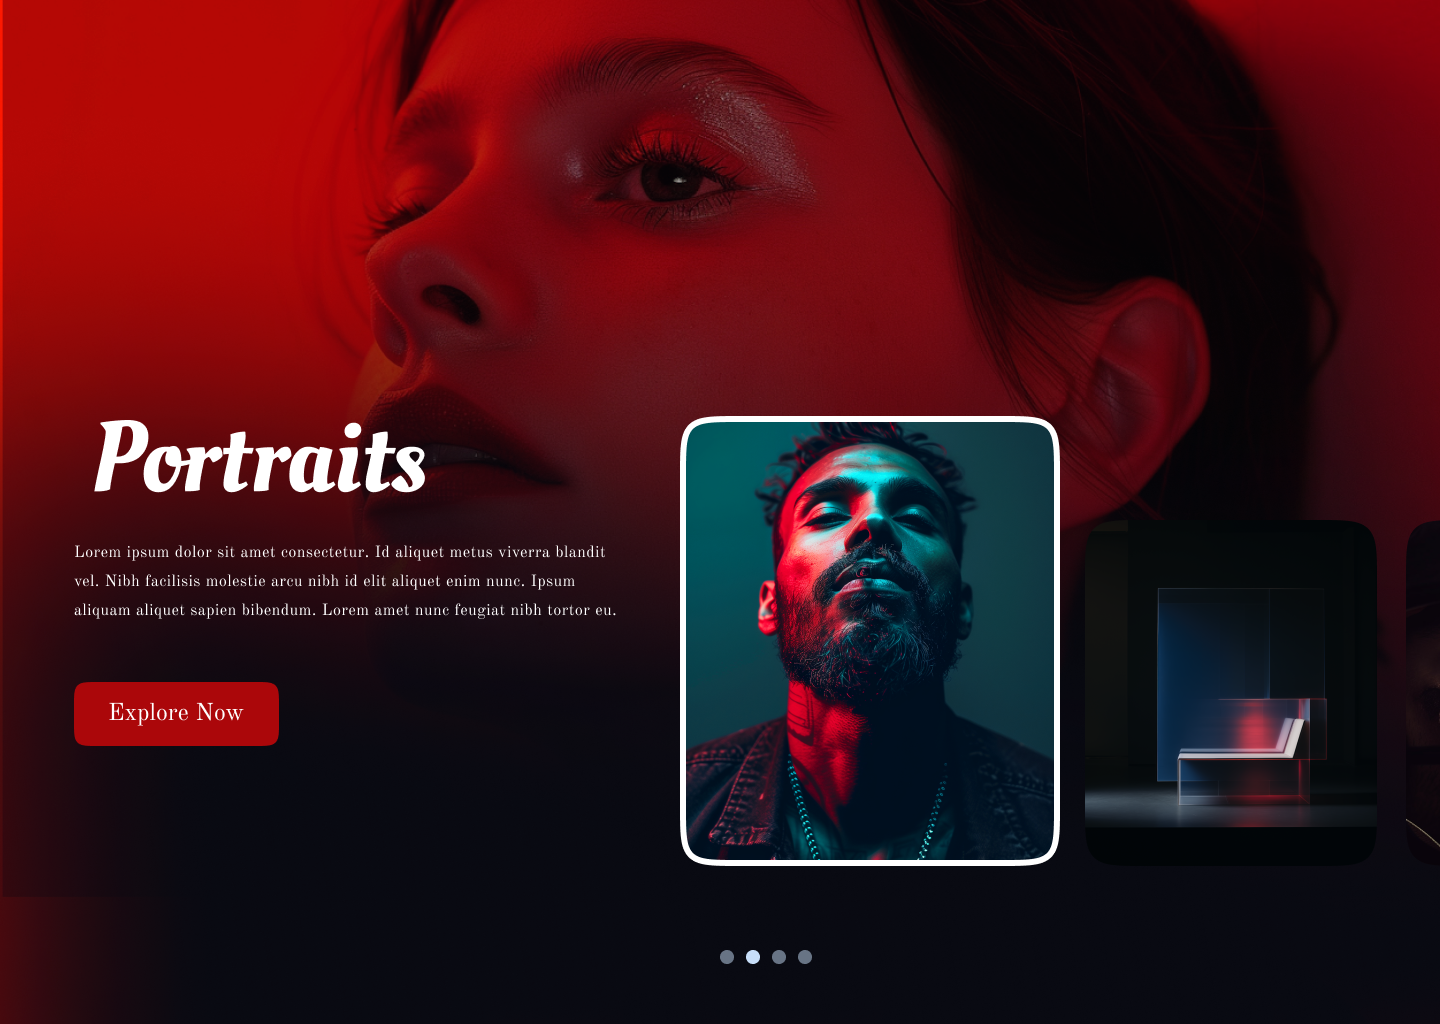 Portraits
Lorem ipsum dolor sit amet consectetur. Id aliquet metus viverra blandit
vel. Nibh facilisis molestie arcu nibh id elit aliquet enim nunc. Ipsum
aliquam aliquet sapien bibendum. Lorem amet nunc feugiat nibh tortor eu.
Explore Now